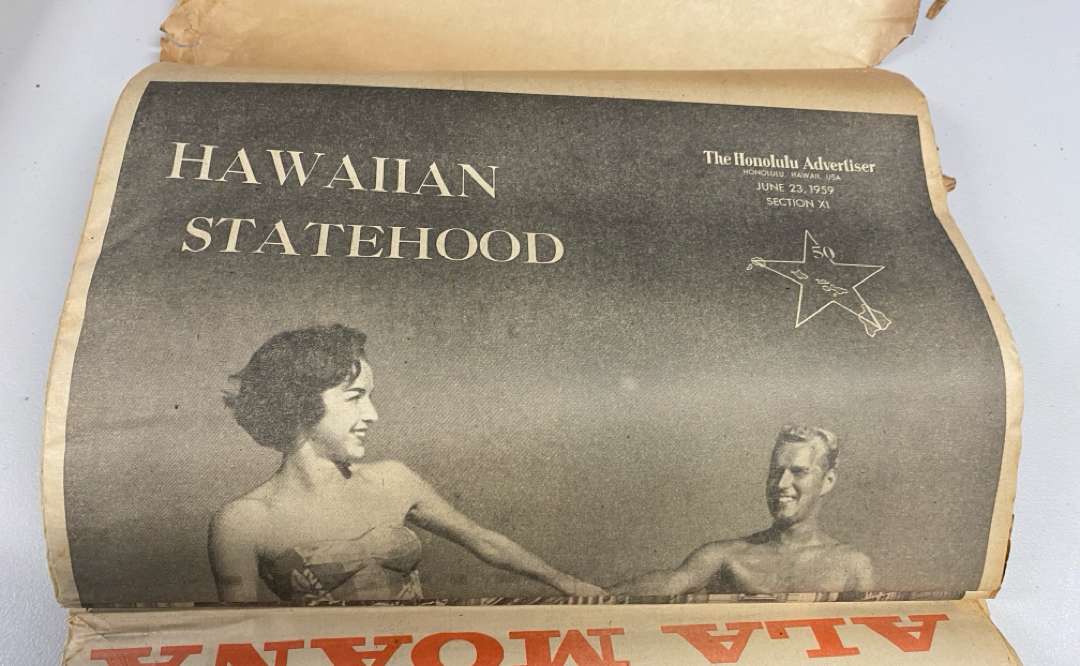 HAWAIIAN
STATEHOOD
The Honolulu Advertiser
HONOLULU, HAWAII, USA
JUNE 23, 1959
SECTION XI
50
ALA MOANA